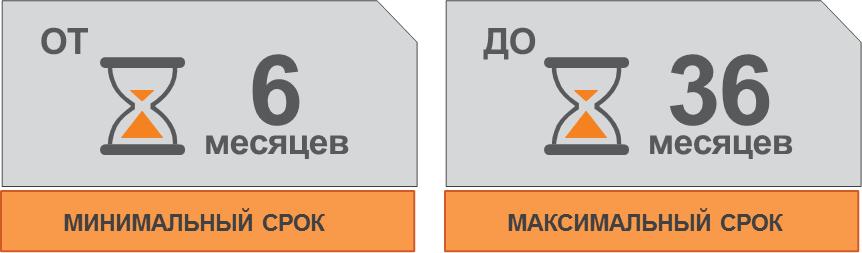 ОТ
6
месяцев
МИНИМАЛЬНЫЙ СРОК
ДО
36
месяцев
МАКСИМАЛЬНЫЙ СРОК